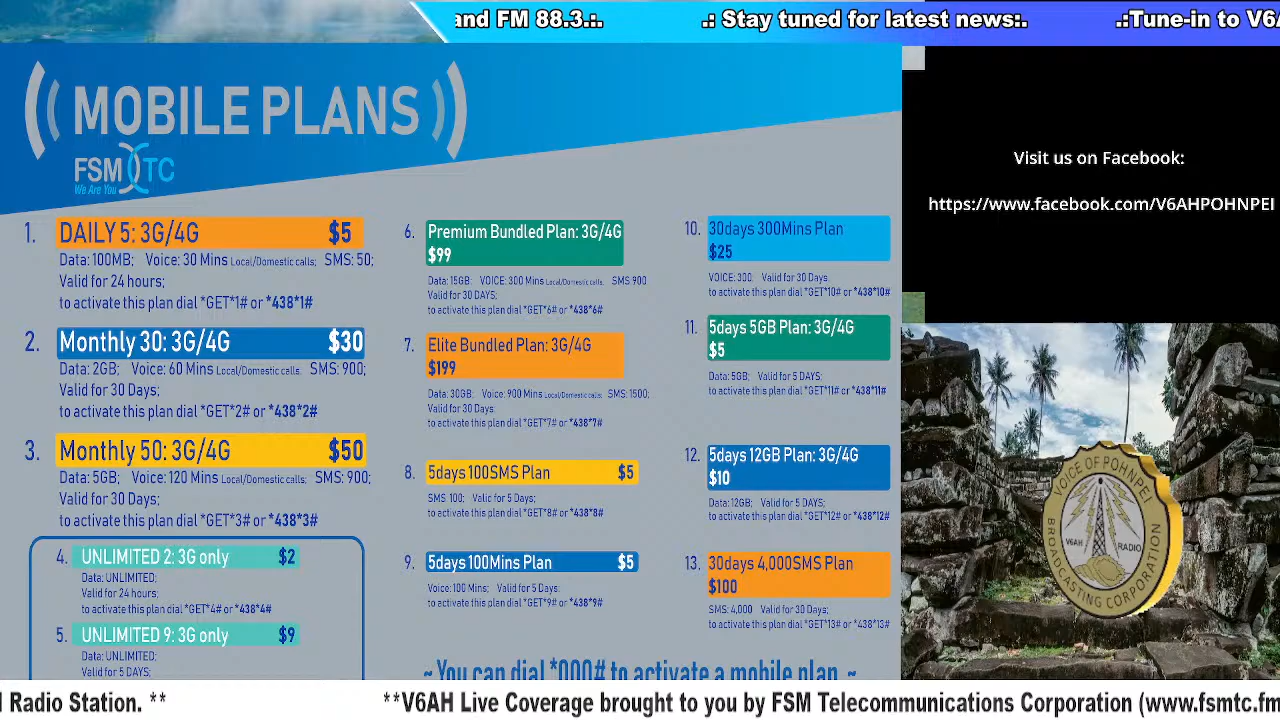 and FM 88.3.:. .: Stay tuned for latest news:. .:Tune-in to V6A
MOBILE PLANS
FSMTC
We Are You
1. DAILY 5: 3G/4G $5
Data: 100MB; Voice: 30 Mins Local/Domestic calls; SMS: 50;
Valid for 24 hours;
to activate this plan dial *GET*1# or *438*1#
2. Monthly 30: 3G/4G $30
Data: 2GB; Voice: 60 Mins Local/Domestic calls. SMS: 900;
Valid for 30 Days;
to activate this plan dial *GET*2# or *438*2#
3. Monthly 50: 3G/4G $50
Data: 5GB; Voice: 120 Mins Local/Domestic calls; SMS: 900;
Valid for 30 Days;
to activate this plan dial *GET*3# or *438*3#
4. UNLIMITED 2: 3G only $2
Data: UNLIMITED;
Valid for 24 hours;
to activate this plan dial *GET*4# or *438*4#
5. UNLIMITED 9: 3G only $9
Data: UNLIMITED;
Valid for 5 DAYS;
6. Premium Bundled Plan: 3G/4G
$99
Data: 15GB; VOICE: 300 Mins Local/Domestic calls. SMS 900
Valid for 30 DAYS;
to activate this plan dial *GET*6# or *438*6#
7. Elite Bundled Plan: 3G/4G
$199
Data: 30GB; Voice: 900 Mins Local/Domestic calls; SMS: 1500;
Valid for 30 Days;
to activate this plan dial *GET*7# or *438*7#
8. 5days 100SMS Plan $5
SMS 100; Valid for 5 Days;
to activate this plan dial *GET*8# or *438*8#
9. 5days 100Mins Plan $5
Voice: 100 Mins; Valid for 5 Days;
to activate this plan dial *GET*9# or *438*9#
10. 30days 300Mins Plan
$25
VOICE: 300 Valid for 30 Days.
to activate this plan dial *GET*10# or *438*10#
11. 5days 5GB Plan: 3G/4G
$5
Data: 5GB; Valid for 5 DAYS;
to activate this plan dial *GET*11# or *438*11#
12. 5days 12GB Plan: 3G/4G
$10
Data: 12GB; Valid for 5 DAYS;
to activate this plan dial *GET*12# or *438*12#
13. 30days 4,000SMS Plan
$100
SMS: 4,000 Valid for 30 Days;
to activate this plan dial *GET*13# or *438*13#
~ You can dial *000# to activate a mobile plan ~
Visit us on Facebook:
https://www.facebook.com/V6AHPOHNPEI
VOICE OF POHNPEI
V6AH RADIO
BROADCASTING CORPORATION
l Radio Station. ** **V6AH Live Coverage brought to you by FSM Telecommunications Corporation (www.fsmtc.fm